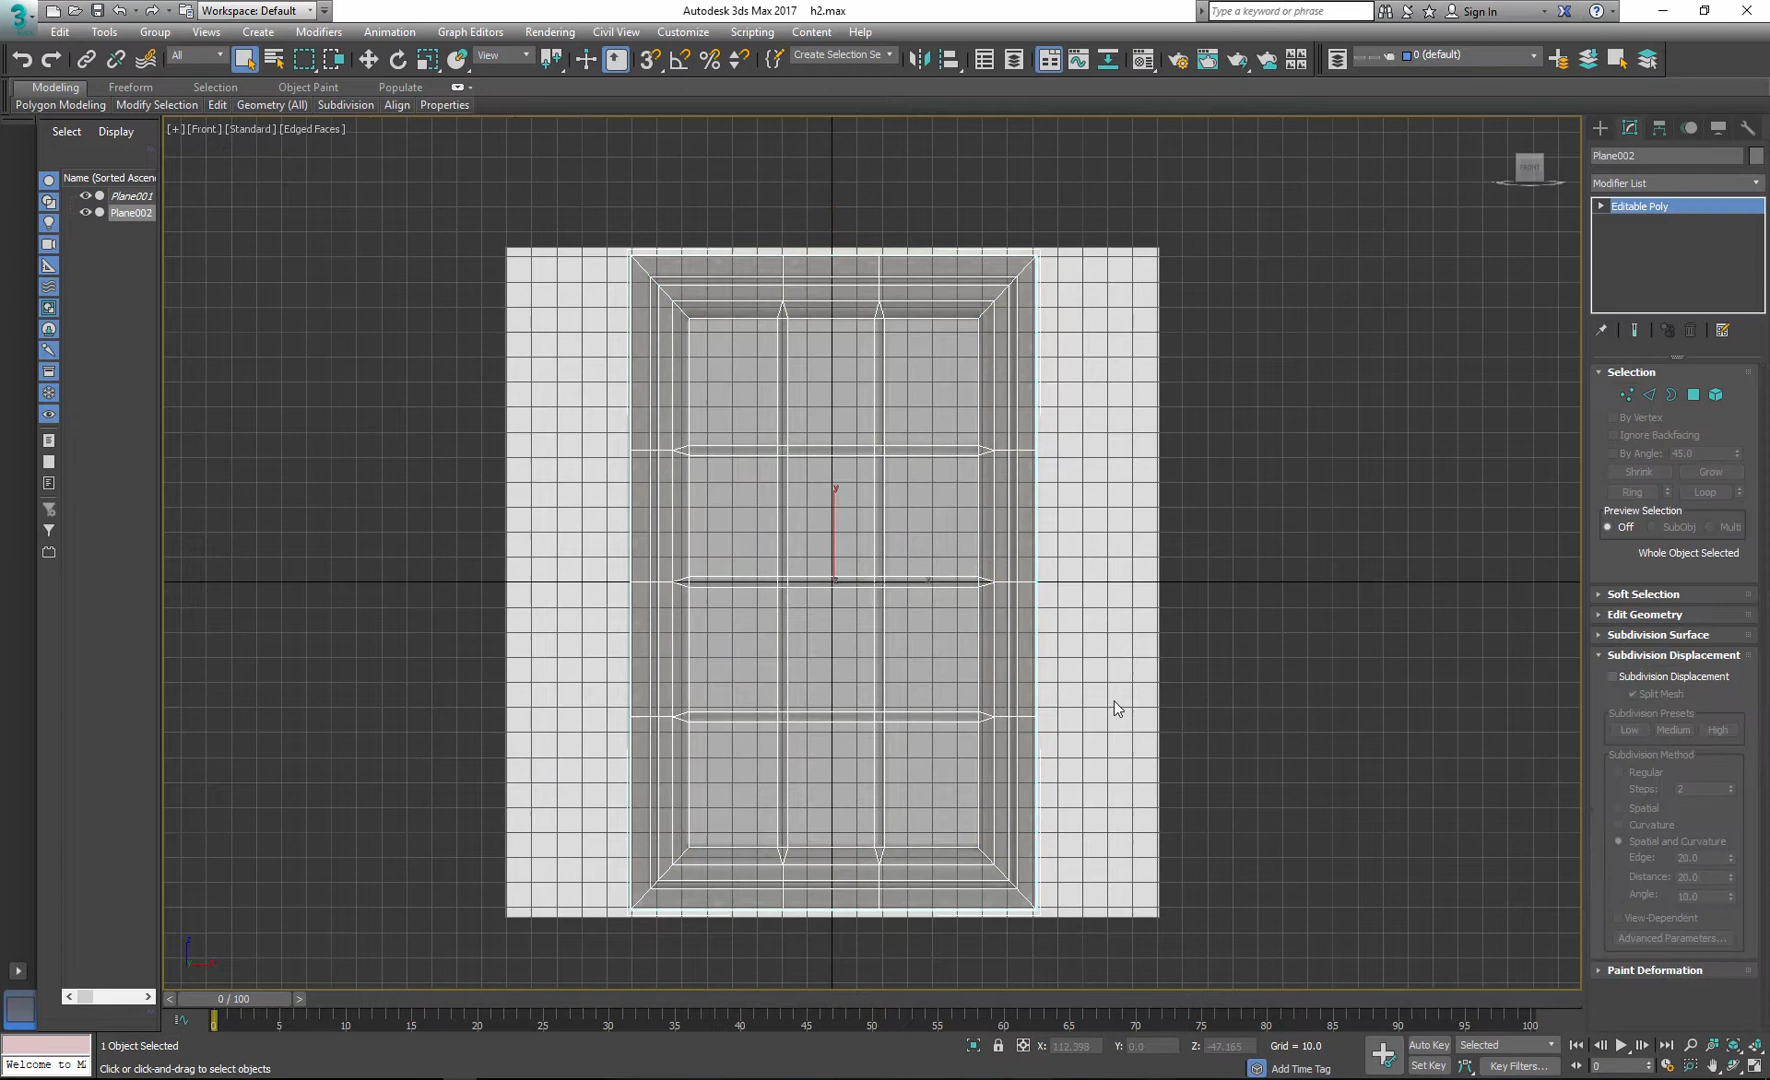 Workspace: Default
Autodesk 3ds Max 2017 h2.max
Type a keyword or phrase
Sign In
Edit Tools Group Views Create Modifiers Animation Graph Editors Rendering Civil View Customize Scripting Content Help
All
View
Create Selection Se
0 (default)
Modeling Freeform Selection Object Paint Populate
Polygon Modeling Modify Selection Edit Geometry (All) Subdivision Align Properties
Select Display
[+] [Front ] [Standard ] [Edged Faces ]
Name (Sorted Ascen
Plane001
Plane002
FRONT
Plane002
Modifier List
Editable Poly
Selection
By Vertex
Ignore Backfacing
By Angle: 45.0
Shrink Grow
Ring Loop
Preview Selection
Off SubObj Multi
Whole Object Selected
Soft Selection
Edit Geometry
Subdivision Surface
Subdivision Displacement
Subdivision Displacement
Split Mesh
Subdivision Presets
Low Medium High
Subdivision Method
Regular
Steps: 2
Spatial
Curvature
Spatial and Curvature
Edge: 20.0
Distance: 20.0
Angle: 10.0
View-Dependent
Advanced Parameters...
Paint Deformation
y
z
0 / 100
0 5 10 15 20 25 30 35 40 45 50 55 60 65 70 75 80 85 90 95 100
1 Object Selected
X: 112.398 Y: 0.0 Z: -47.165 Grid = 10.0
Auto Key Selected
Welcome to M
Click or click-and-drag to select objects
Add Time Tag
Set Key Key Filters...
0